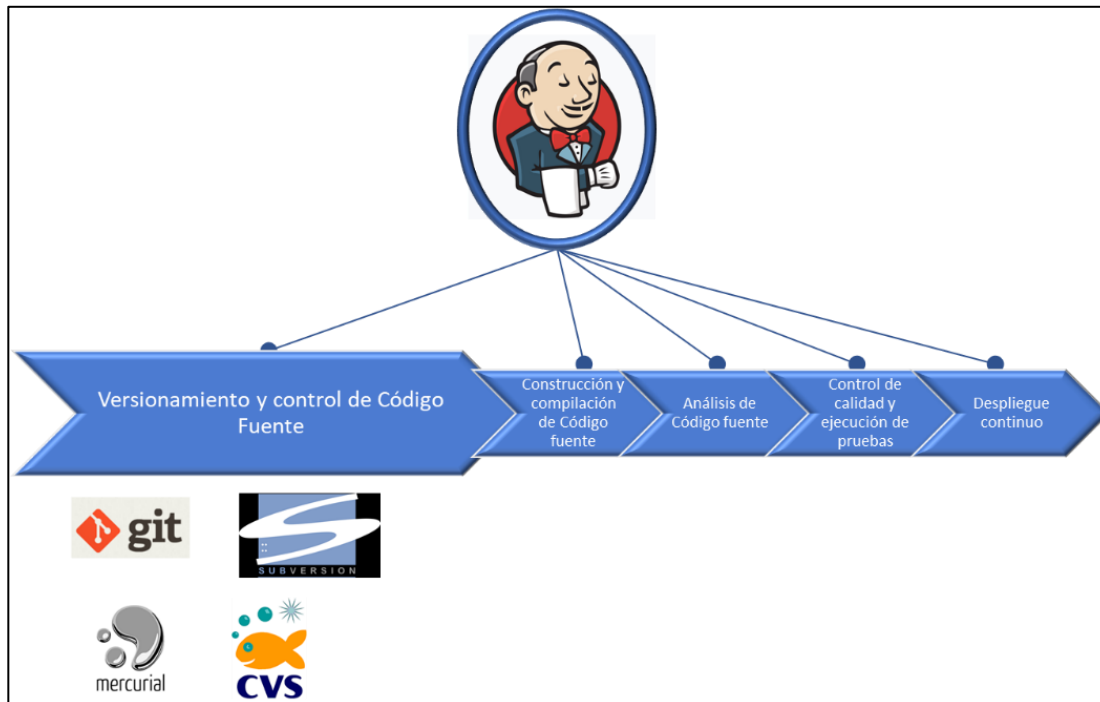 Versionamiento y control de Código
Fuente
Construcción y
compilación
de Código
fuente
Análisis de
Código fuente
Control de
calidad y
ejecución de
pruebas
Despliegue
continuo
git
SUBVERSION
mercurial
CVS